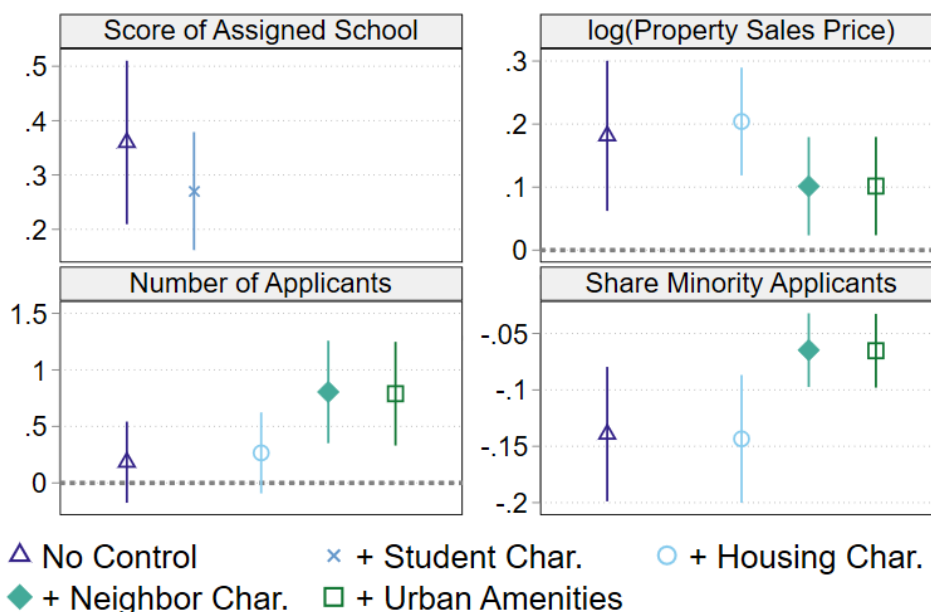 Score of Assigned School
.5
.4
.3
.2
log(Property Sales Price)
.3
.2
.1
0
Number of Applicants
1.5
1
.5
0
Share Minority Applicants
-.05
-.1
-.15
-.2
No Control
+ Student Char.
+ Housing Char.
+ Neighbor Char.
+ Urban Amenities